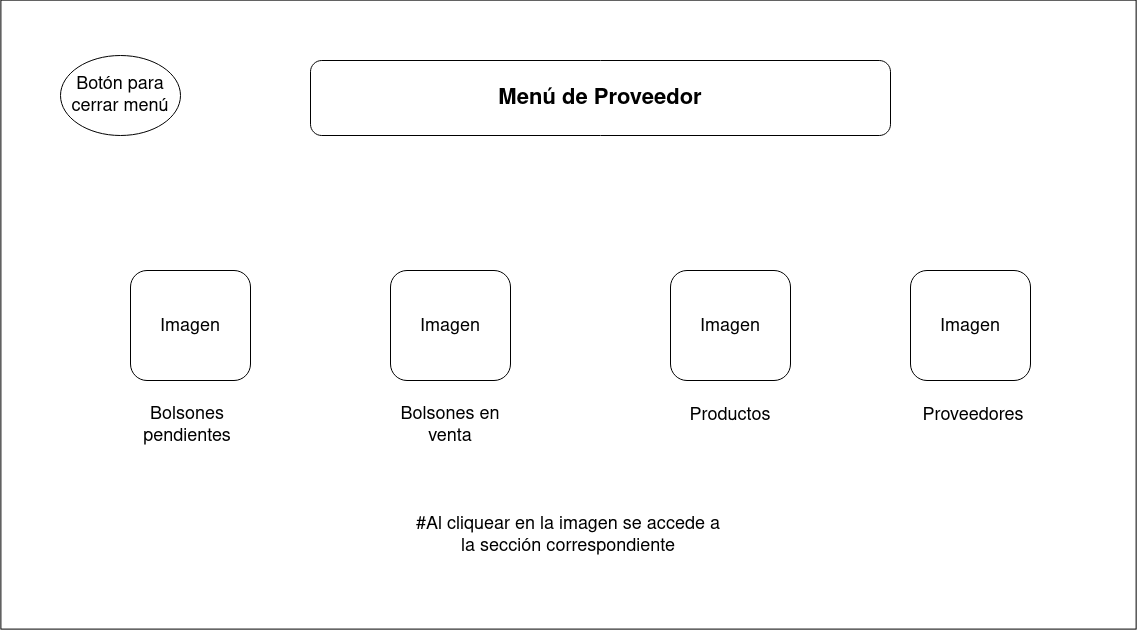 Botón para
cerrar menú
Menú de Proveedor
Imagen
Imagen
Imagen
Imagen
Bolsones
pendientes
Bolsones en
venta
Productos
Proveedores
#Al cliquear en la imagen se accede a
la sección correspondiente